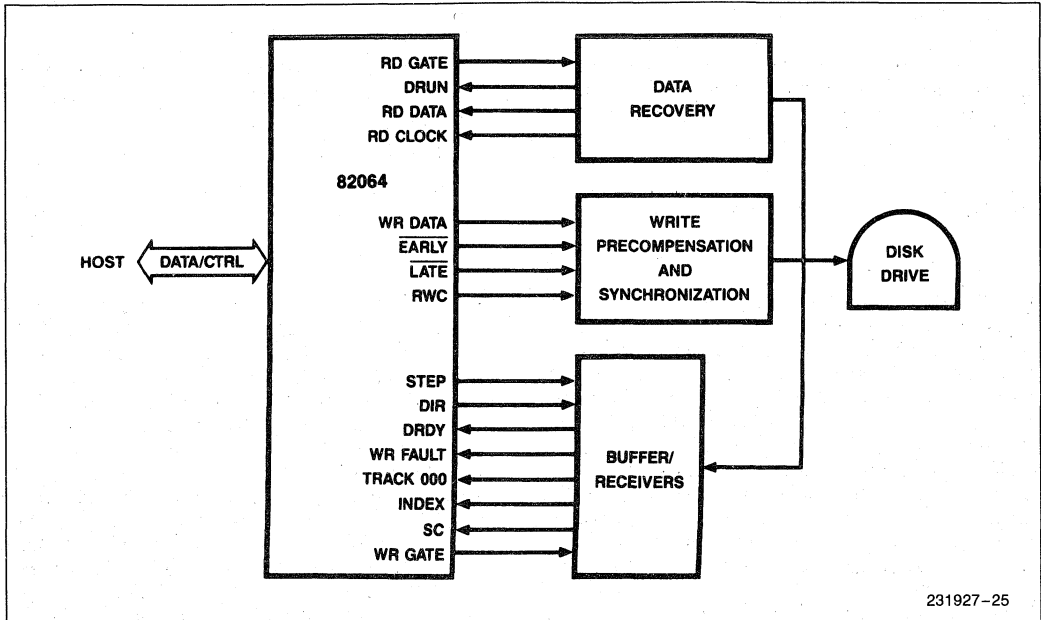 RD GATE
DRUN
RD DATA
RD CLOCK
82064
WR DATA
EARLY
LATE
RWC
STEP
DIR
DRDY
WR FAULT
TRACK 000
INDEX
SC
WR GATE
HOST
DATA/CTRL
DATA
RECOVERY
WRITE
PRECOMPENSATION
AND
SYNCHRONIZATION
BUFFER/
RECEIVERS
DISK
DRIVE
231927-25